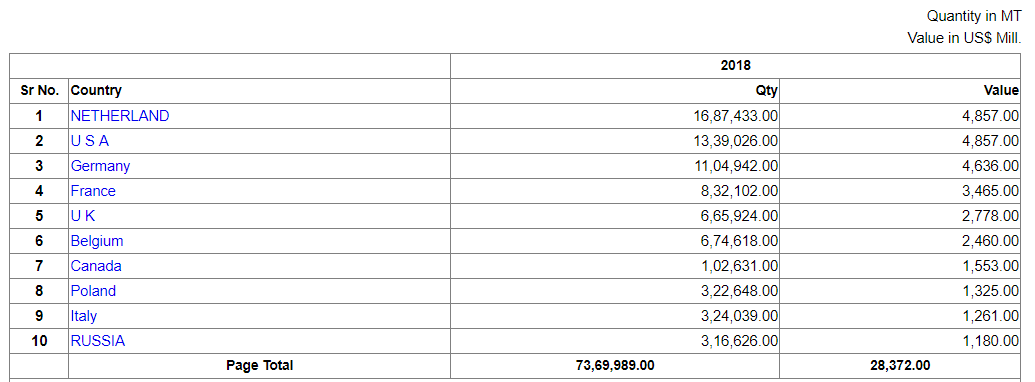 Quantity in MT
Value in US$ Mill.
2018
Sr No. Country Qty Value
1 NETHERLAND 16,87,433.00 4,857.00
2 U S A 13,39,026.00 4,857.00
3 Germany 11,04,942.00 4,636.00
4 France 8,32,102.00 3,465.00
5 U K 6,65,924.00 2,778.00
6 Belgium 6,74,618.00 2,460.00
7 Canada 1,02,631.00 1,553.00
8 Poland 3,22,648.00 1,325.00
9 Italy 3,24,039.00 1,261.00
10 RUSSIA 3,16,626.00 1,180.00
Page Total 73,69,989.00 28,372.00